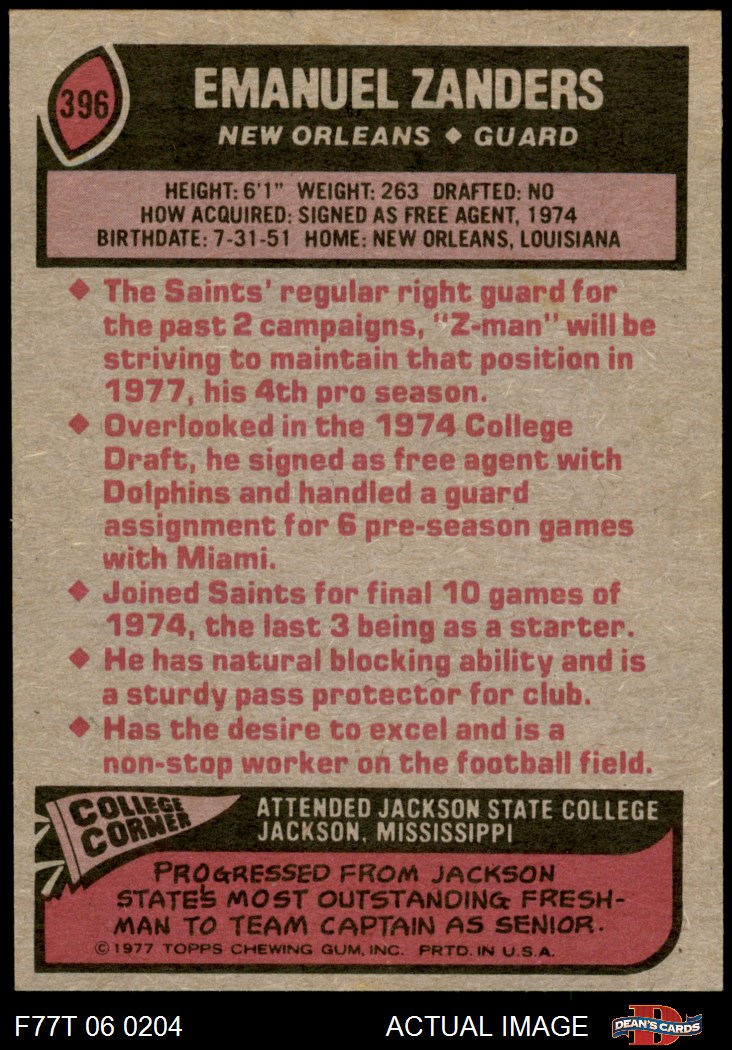 396
EMANUEL ZANDERS
NEW ORLEANS ◆ GUARD
HEIGHT: 6'1" WEIGHT: 263 DRAFTED: NO
HOW ACQUIRED: SIGNED AS FREE AGENT, 1974
BIRTHDATE: 7-31-51 HOME: NEW ORLEANS, LOUISIANA
◆ The Saints' regular right guard for
the past 2 campaigns, "Z-man" will be
striving to maintain that position in
1977, his 4th pro season.
◆ Overlooked in the 1974 College
Draft, he signed as free agent with
Dolphins and handled a guard
assignment for 6 pre-season games
with Miami.
◆ Joined Saints for final 10 games of
1974, the last 3 being as a starter.
◆ He has natural blocking ability and is
a sturdy pass protector for club.
◆ Has the desire to excel and is a
non-stop worker on the football field.
COLLEGE
CORNER
ATTENDED JACKSON STATE COLLEGE
JACKSON, MISSISSIPPI
PROGRESSED FROM JACKSON
STATE'S MOST OUTSTANDING FRESH-
MAN TO TEAM CAPTAIN AS SENIOR.
© 1977 TOPPS CHEWING GUM, INC. PRTD. IN U.S.A.
F77T 06 0204
ACTUAL IMAGE
D
DEAN'S CARDS